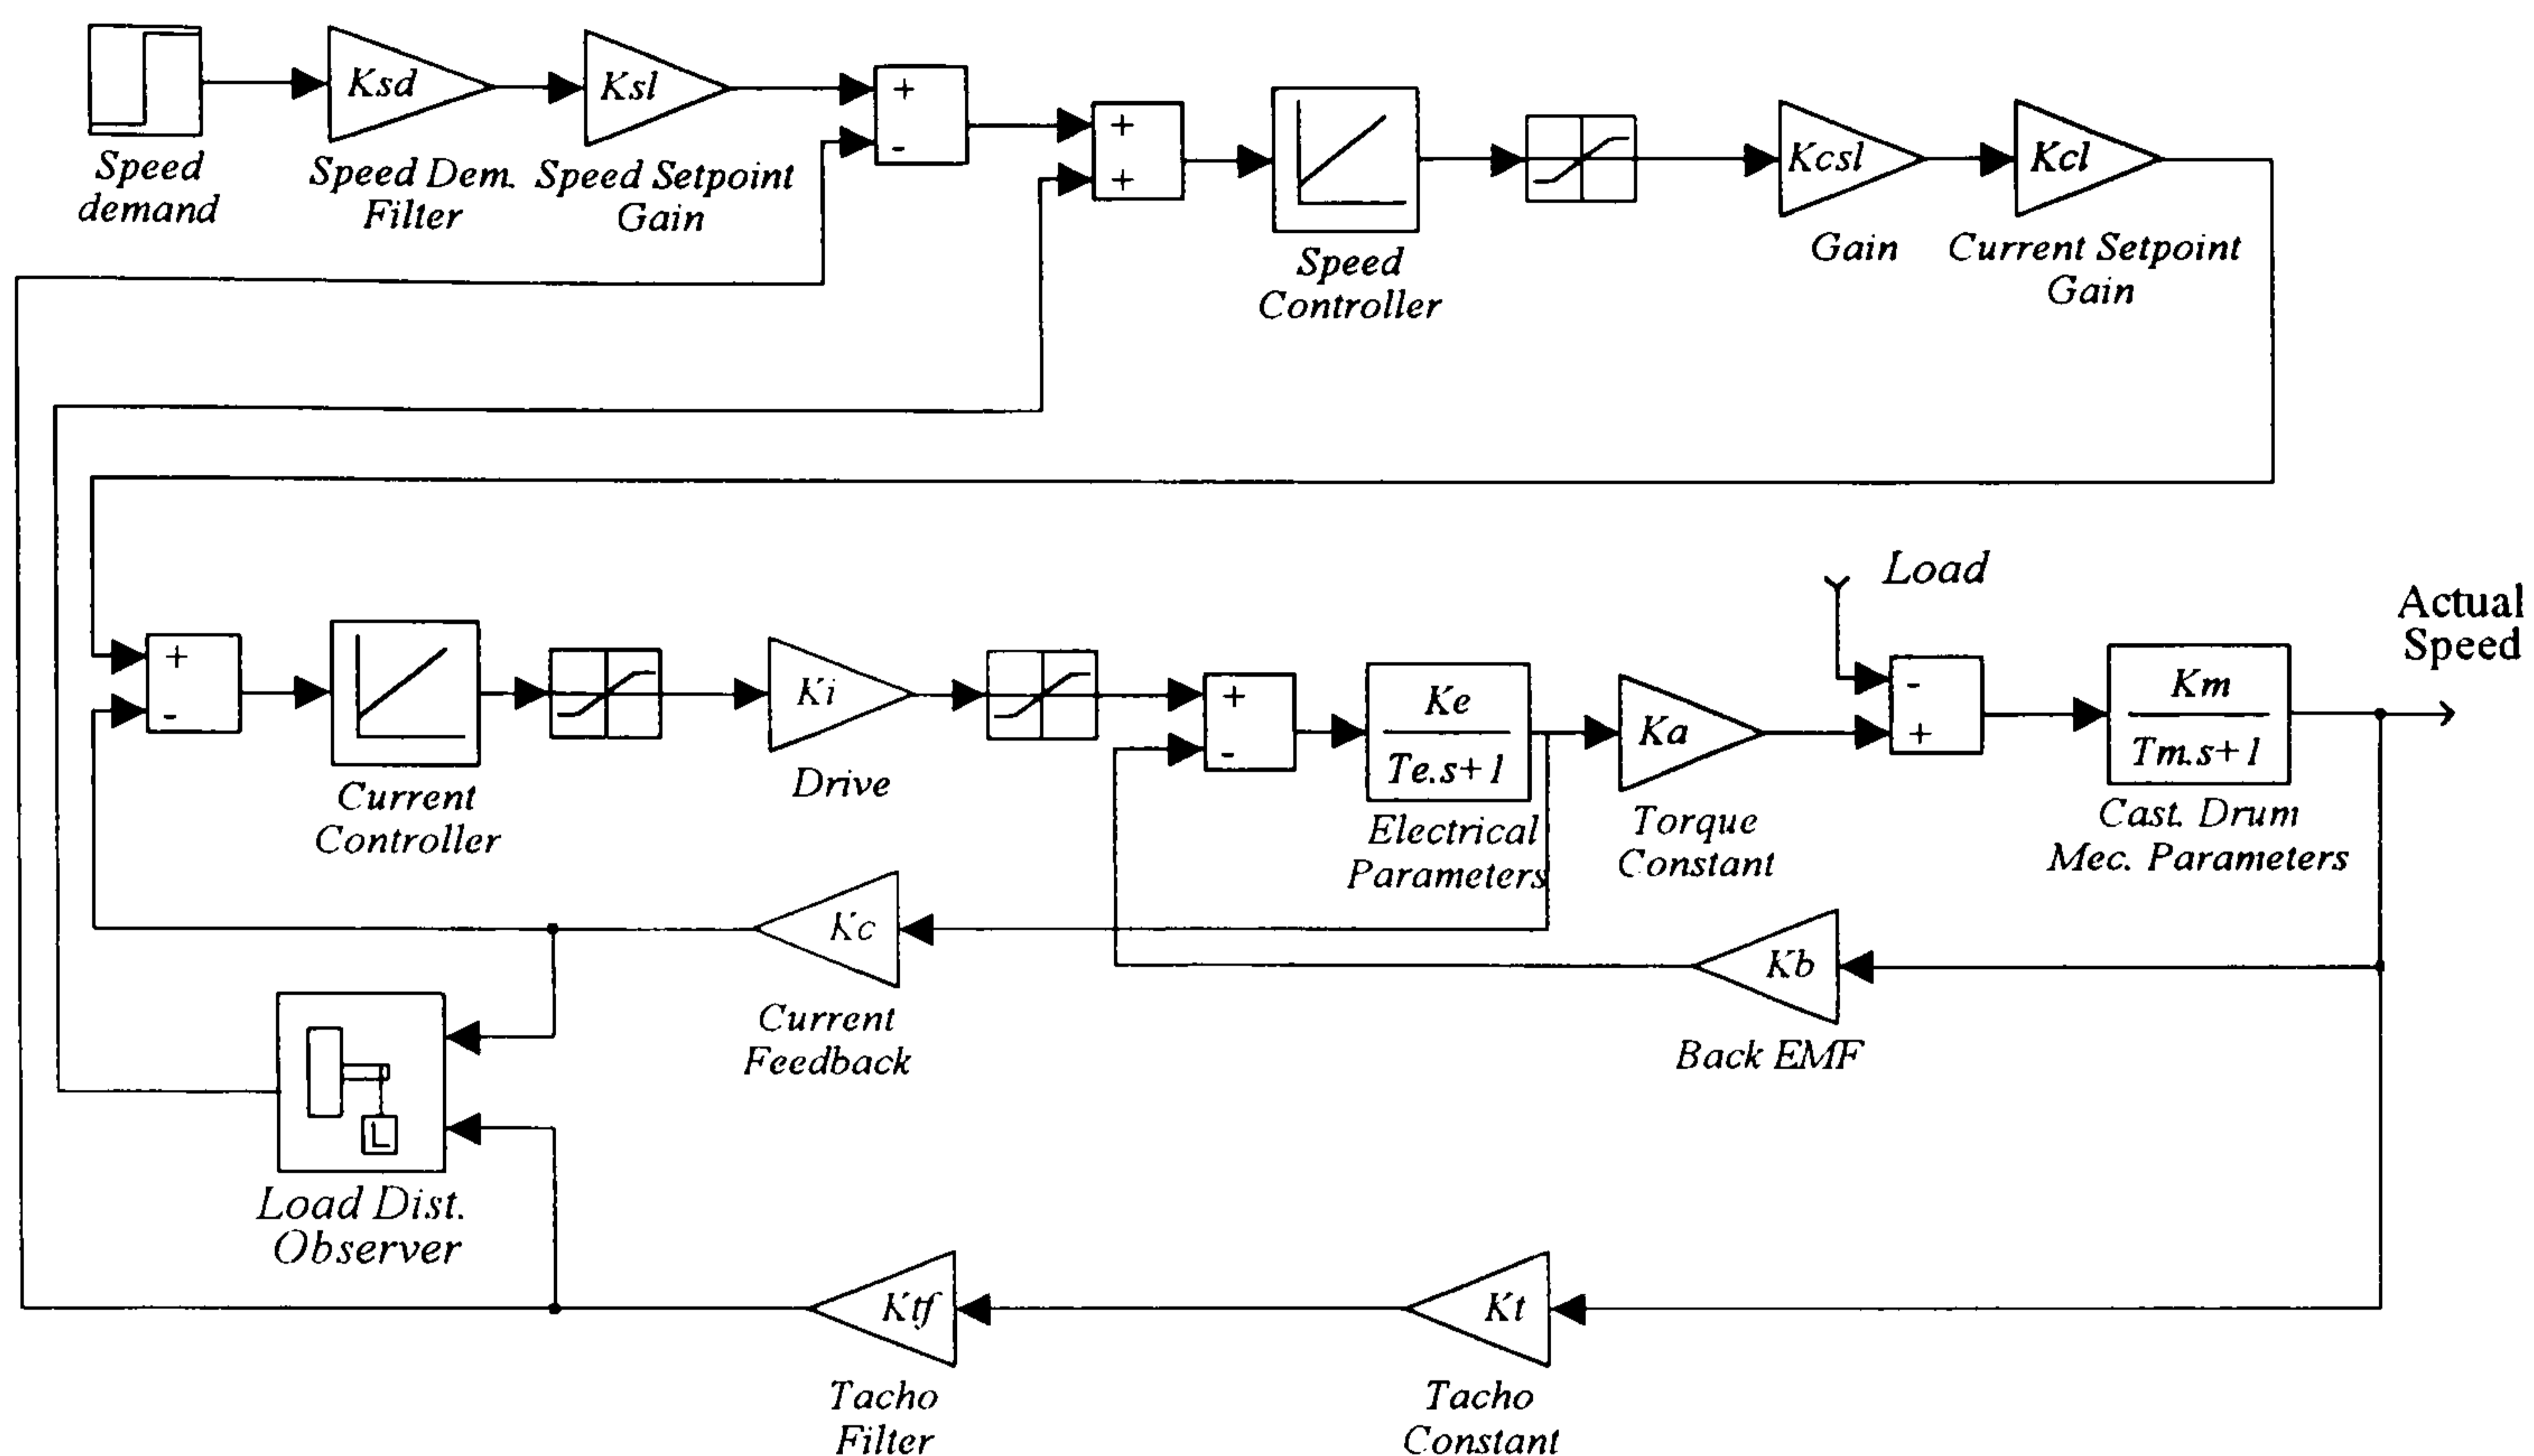 Ksd
Ksl
+
-
+
+
Kcsl
Kcl
Speed
demand
Speed Dem.
Filter
Speed Setpoint
Gain
Speed
Controller
Gain
Current Setpoint
Gain
Load
Actual
Speed
+
-
Ki
+
-
Ke
Te.s+1
Ka
-
+
Km
Tm.s+1
Current
Controller
Drive
Electrical
Parameters
Torque
Constant
Cast. Drum
Mec. Parameters
Kc
Kb
Current
Feedback
Back EMF
L
Load Dist.
Observer
Ktf
Kt
Tacho
Filter
Tacho
Constant